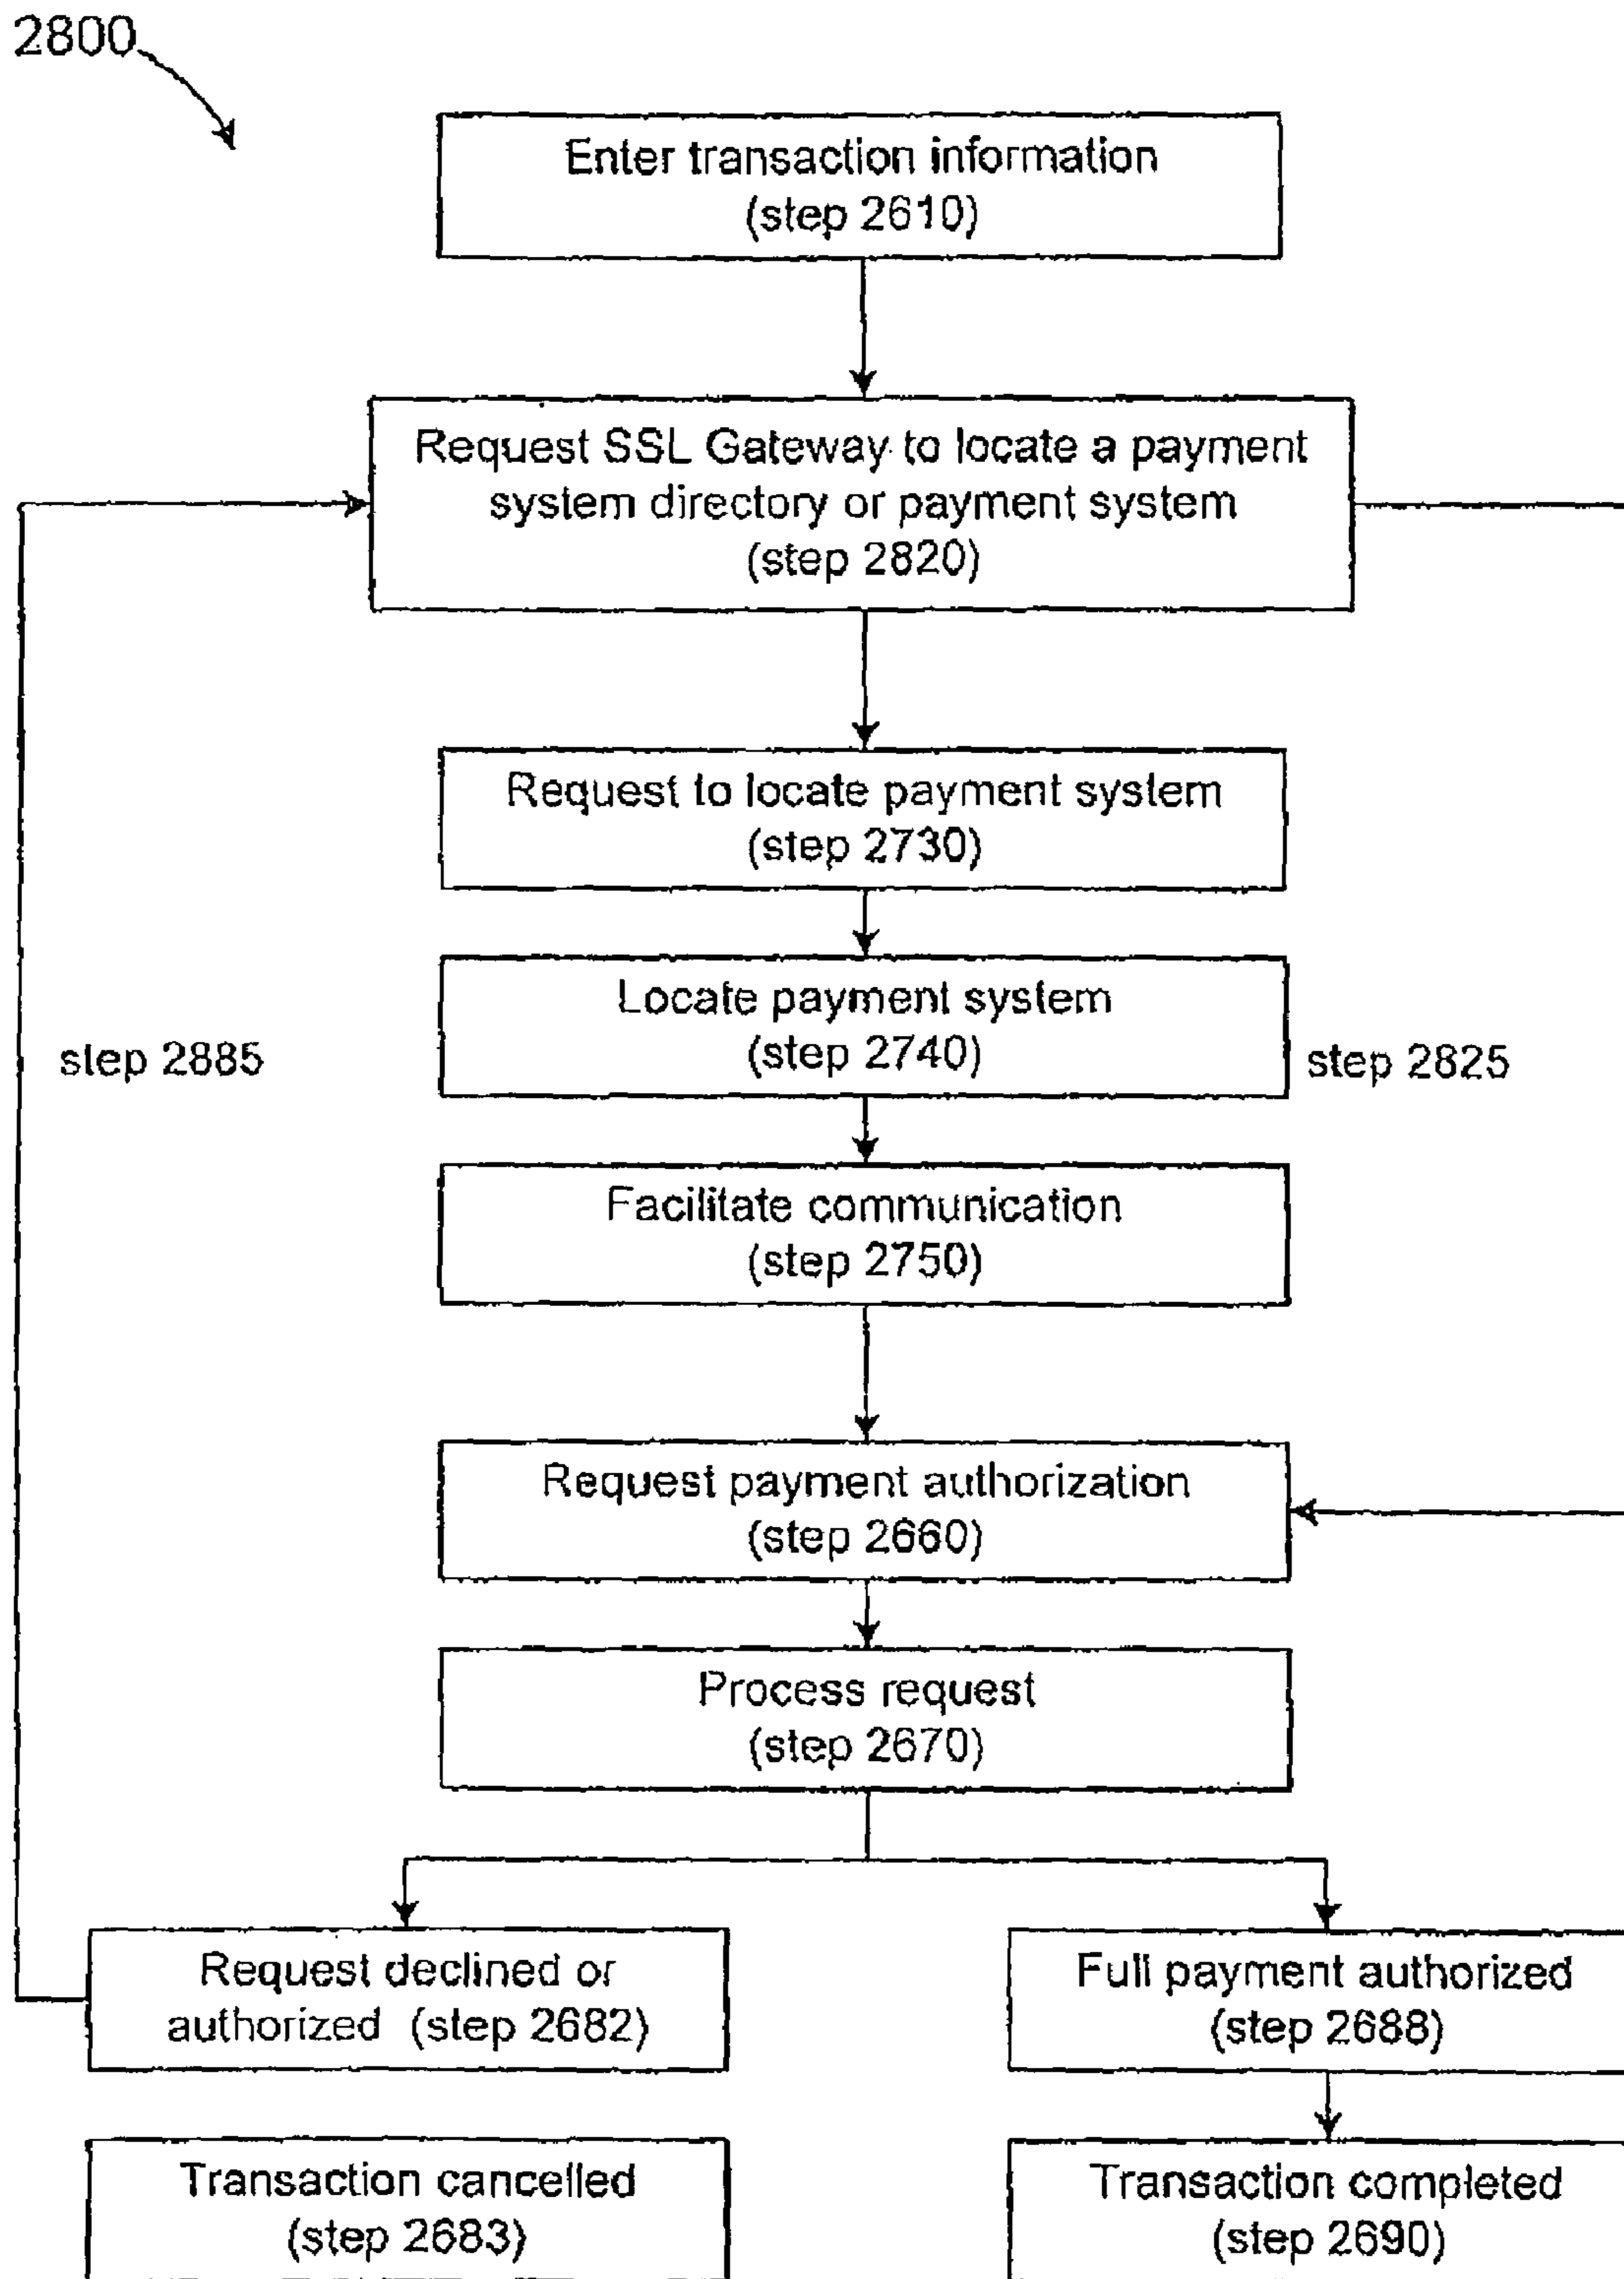 2800
Enter transaction information
(step 2610)
Request SSL Gateway to locate a payment
system directory or payment system
(step 2820)
Request to locate payment system
(step 2730)
Locate payment system
(step 2740)
step 2885
step 2825
Facilitate communication
(step 2750)
Request payment authorization
(step 2660)
Process request
(step 2670)
Request declined or
authorized (step 2682)
Full payment authorized
(step 2688)
Transaction cancelled
(step 2683)
Transaction completed
(step 2690)